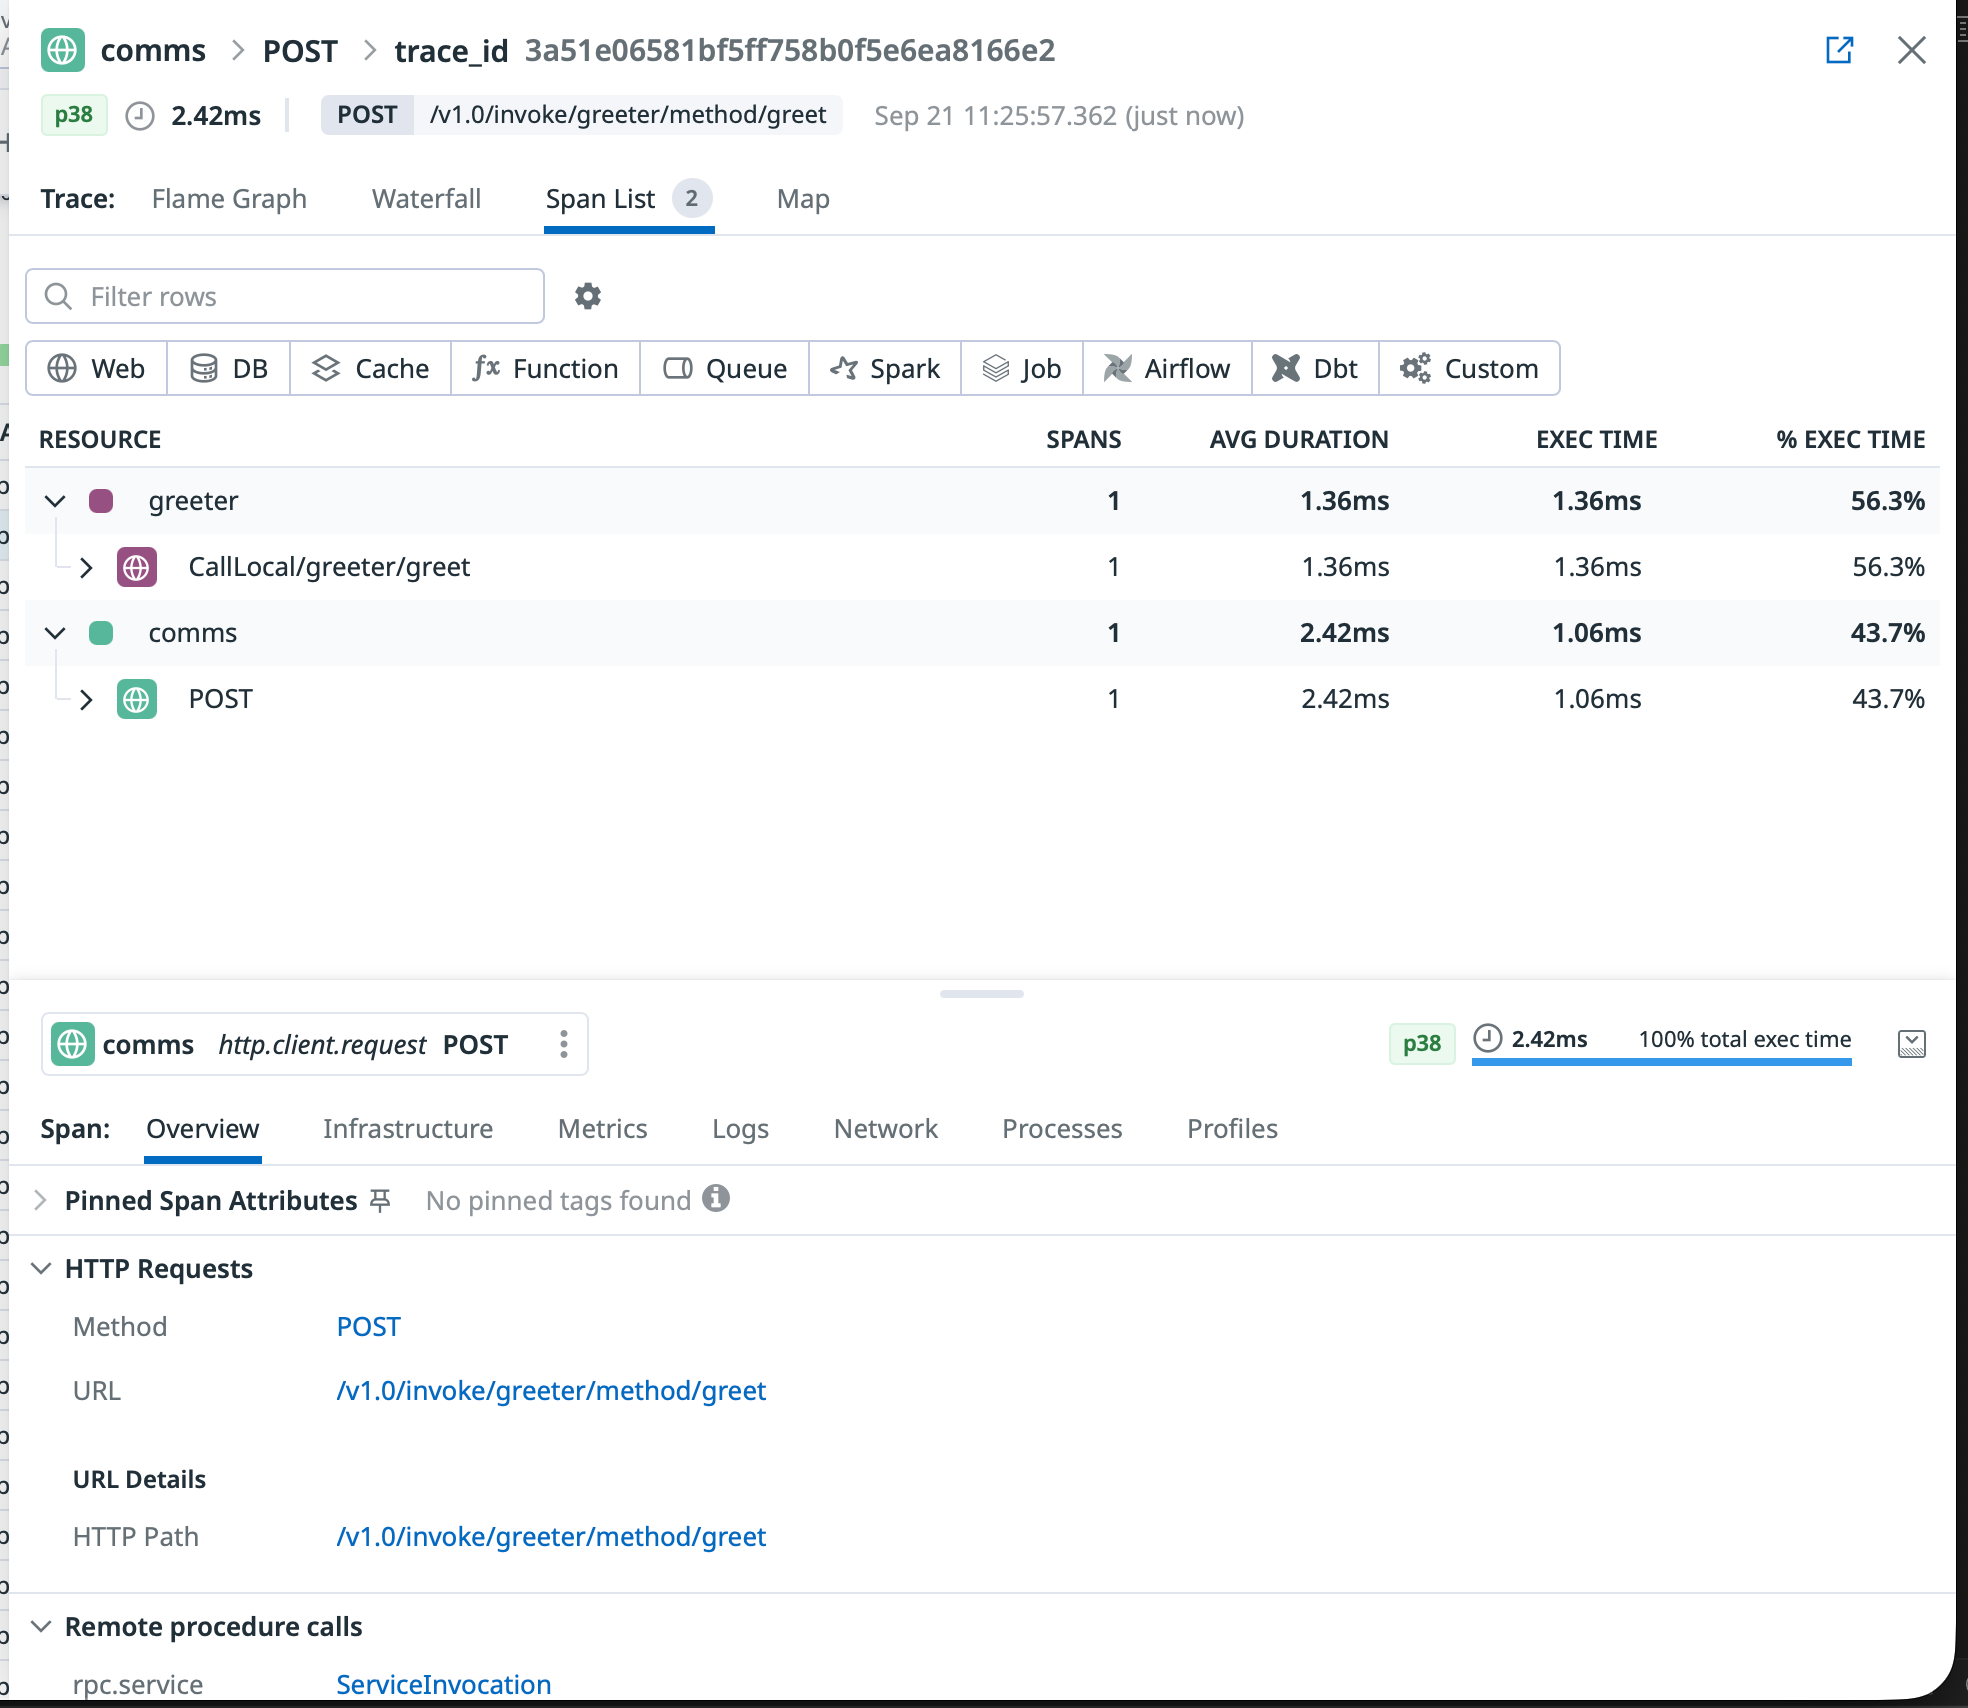 comms > POST > trace_id 3a51e06581bf5ff758b0f5e6ea8166e2
p38 2.42ms POST /v1.0/invoke/greeter/method/greet Sep 21 11:25:57.362 (just now)
Trace: Flame Graph Waterfall Span List 2 Map
Filter rows
Web DB Cache Function Queue Spark Job Airflow Dbt Custom
RESOURCE SPANS AVG DURATION EXEC TIME % EXEC TIME
greeter 1 1.36ms 1.36ms 56.3%
CallLocal/greeter/greet 1 1.36ms 1.36ms 56.3%
comms 1 2.42ms 1.06ms 43.7%
POST 1 2.42ms 1.06ms 43.7%
comms http.client.request POST p38 2.42ms 100% total exec time
Span: Overview Infrastructure Metrics Logs Network Processes Profiles
Pinned Span Attributes No pinned tags found
HTTP Requests
Method POST
URL /v1.0/invoke/greeter/method/greet
URL Details
HTTP Path /v1.0/invoke/greeter/method/greet
Remote procedure calls
rpc.service ServiceInvocation